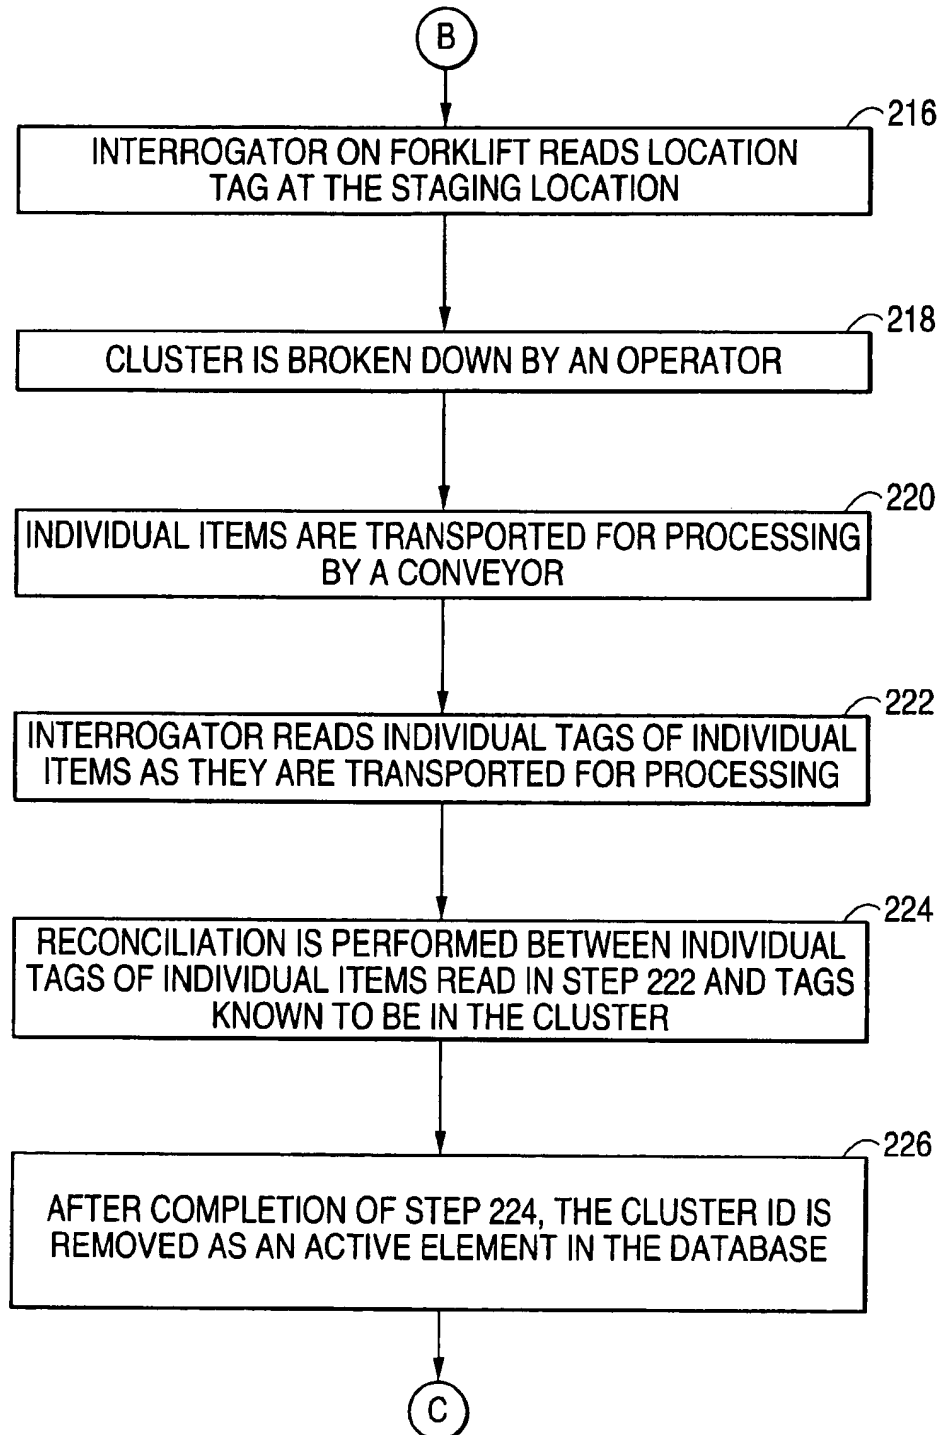 B
216
INTERROGATOR ON FORKLIFT READS LOCATION
TAG AT THE STAGING LOCATION
218
CLUSTER IS BROKEN DOWN BY AN OPERATOR
220
INDIVIDUAL ITEMS ARE TRANSPORTED FOR PROCESSING
BY A CONVEYOR
222
INTERROGATOR READS INDIVIDUAL TAGS OF INDIVIDUAL
ITEMS AS THEY ARE TRANSPORTED FOR PROCESSING
224
RECONCILIATION IS PERFORMED BETWEEN INDIVIDUAL
TAGS OF INDIVIDUAL ITEMS READ IN STEP 222 AND TAGS
KNOWN TO BE IN THE CLUSTER
226
AFTER COMPLETION OF STEP 224, THE CLUSTER ID IS
REMOVED AS AN ACTIVE ELEMENT IN THE DATABASE
C